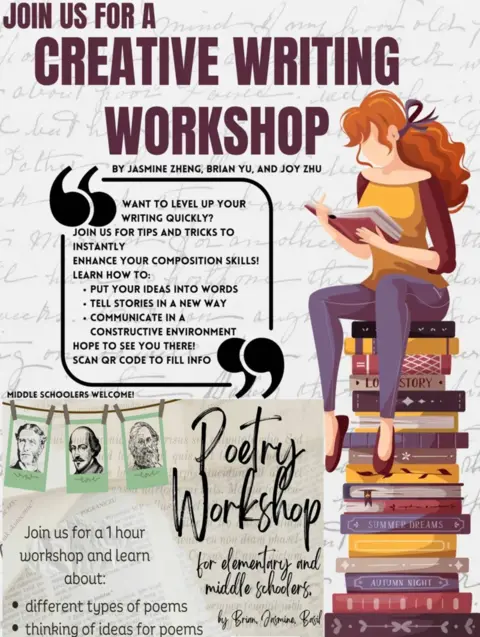 JOIN US FOR A
CREATIVE WRITING
WORKSHOP
BY JASMINE ZHENG, BRIAN YU, AND JOY ZHU
WANT TO LEVEL UP YOUR
WRITING QUICKLY?
JOIN US FOR TIPS AND TRICKS TO
INSTANTLY
ENHANCE YOUR COMPOSITION SKILLS!
LEARN HOW TO:
• PUT YOUR IDEAS INTO WORDS
• TELL STORIES IN A NEW WAY
• COMMUNICATE IN A
CONSTRUCTIVE ENVIRONMENT
HOPE TO SEE YOU THERE!
SCAN QR CODE TO FILL INFO
MIDDLE SCHOOLERS WELCOME!
LOVE STORY
SUMMER DREAMS
AUTUMN NIGHT
Poetry
Workshop
for elementary and
middle schoolers,
by Brian, Jasmine, Basil
Join us for a 1 hour
workshop and learn
about:
• different types of poems
• thinking of ideas for poems